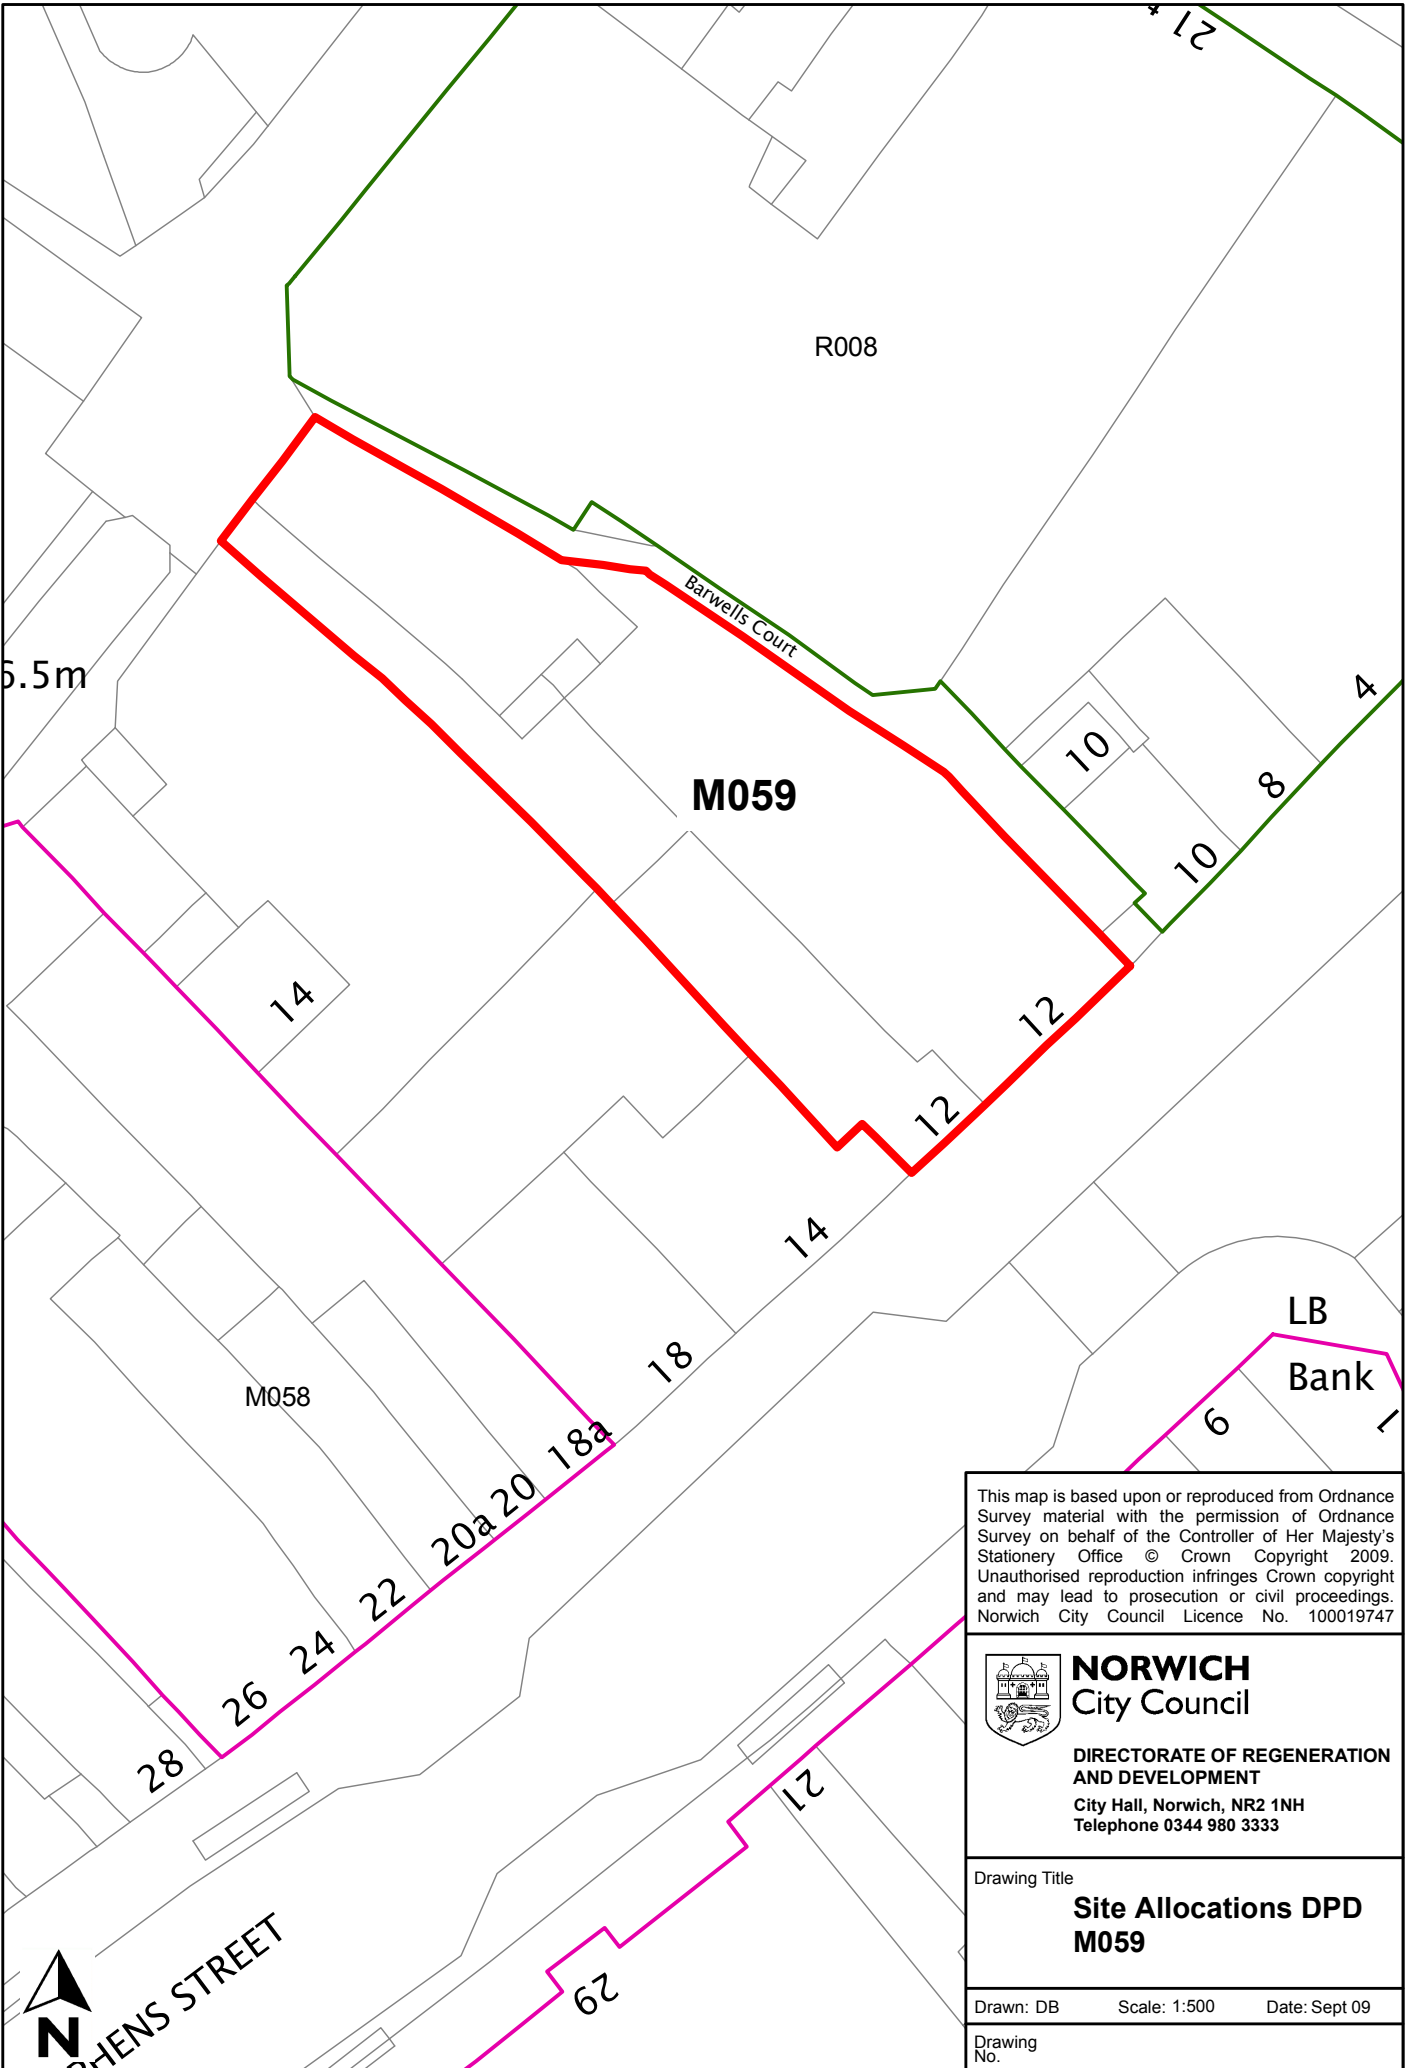 21
R008
Barwells Court
6.5m
4
10
8
M059
10
14
12
12
14
LB
18
Bank
M058
6
1
18a
20
20a
22
24
26
28
21
29
This map is based upon or reproduced from Ordnance
Survey material with the permission of Ordnance
Survey on behalf of the Controller of Her Majesty's
Stationery Office © Crown Copyright 2009.
Unauthorised reproduction infringes Crown copyright
and may lead to prosecution or civil proceedings.
Norwich City Council Licence No. 100019747
NORWICH
City Council
DIRECTORATE OF REGENERATION
AND DEVELOPMENT
City Hall, Norwich, NR2 1NH
Telephone 0344 980 3333
Drawing Title
Site Allocations DPD
M059
Drawn: DB Scale: 1:500 Date: Sept 09
Drawing
No.
N
PHENS STREET